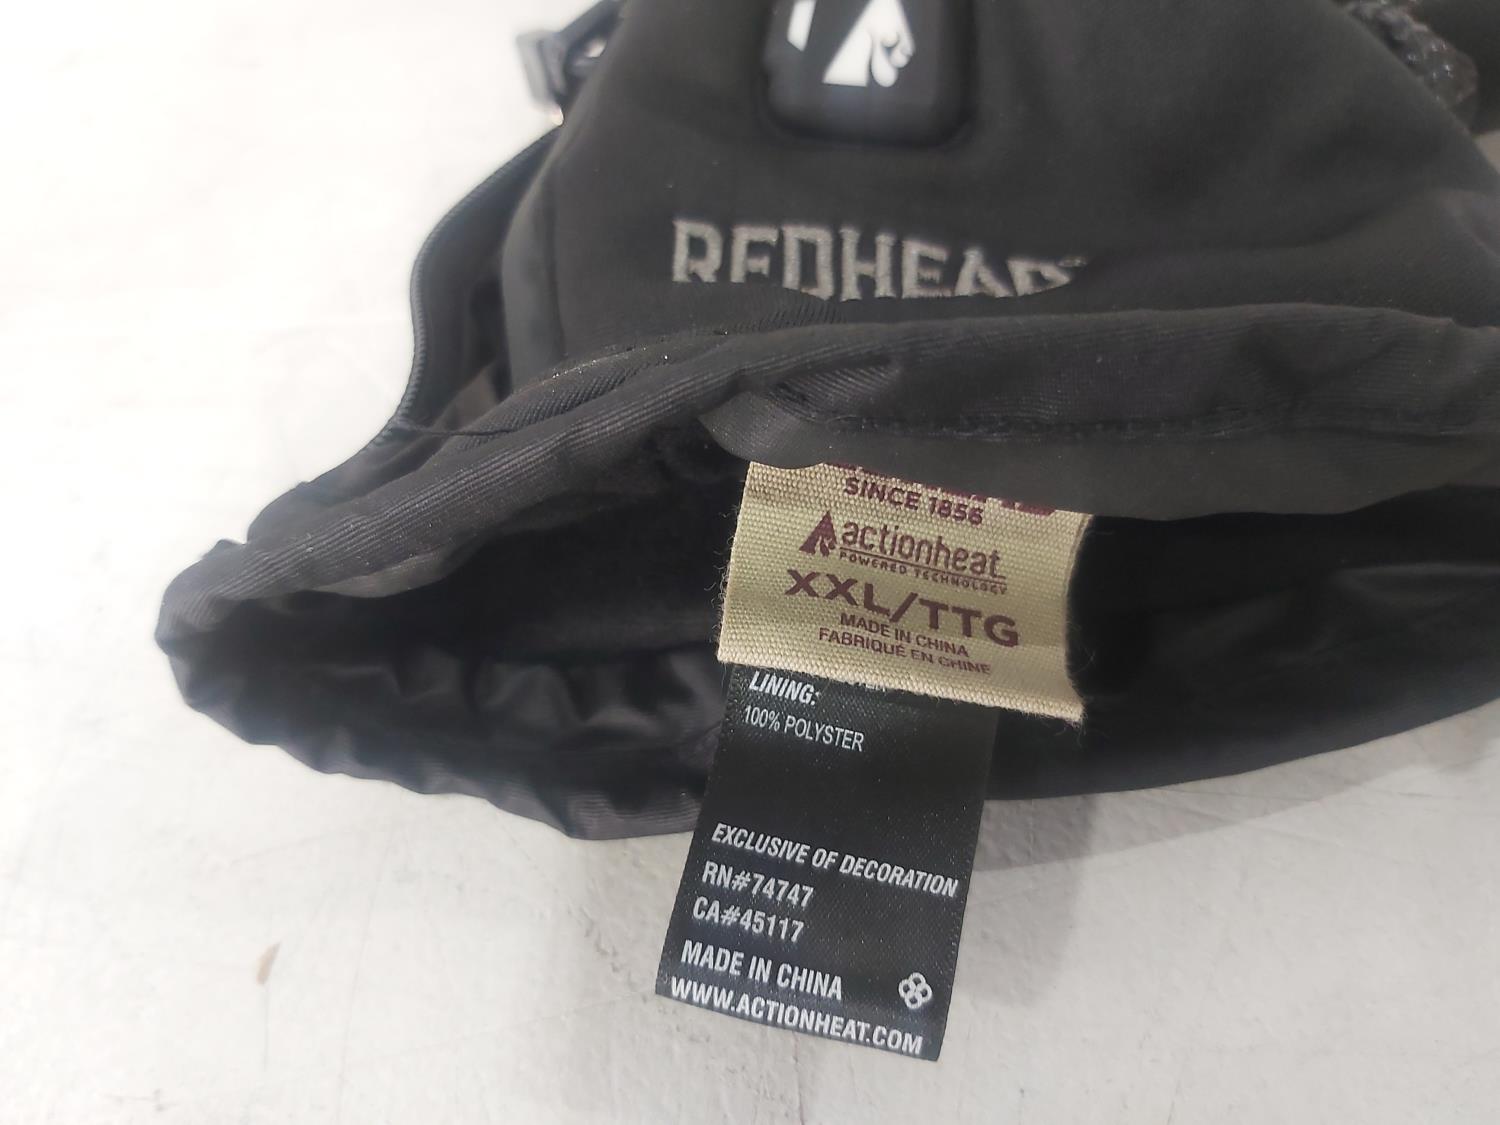 REDHEAD
SINCE 1856
actionheat
POWERED TECHNOLOGY
XXL/TTG
MADE IN CHINA
FABRIQUÉ EN CHINE
LINING:
100% POLYSTER
EXCLUSIVE OF DECORATION
RN#74747
CA#45117
MADE IN CHINA
WWW.ACTIONHEAT.COM